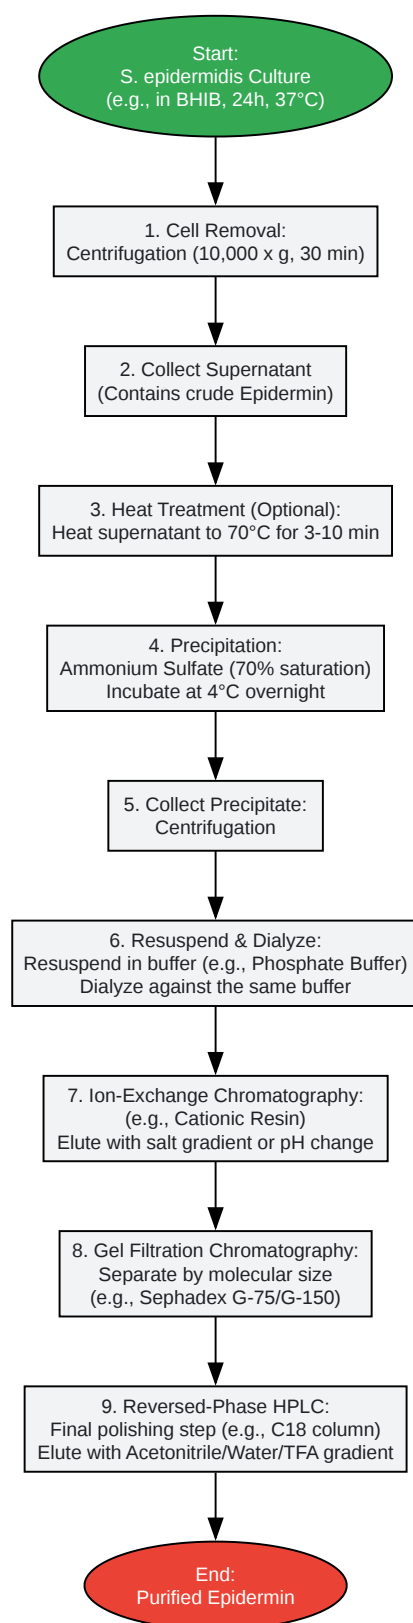 Start:
S. epidermidis Culture
(e.g., in BHIB, 24h, 37°C)
1. Cell Removal:
Centrifugation (10,000 x g, 30 min)
2. Collect Supernatant
(Contains crude Epidermin)
3. Heat Treatment (Optional):
Heat supernatant to 70°C for 3-10 min
4. Precipitation:
Ammonium Sulfate (70% saturation)
Incubate at 4°C overnight
5. Collect Precipitate:
Centrifugation
6. Resuspend & Dialyze:
Resuspend in buffer (e.g., Phosphate Buffer)
Dialyze against the same buffer
7. Ion-Exchange Chromatography:
(e.g., Cationic Resin)
Elute with salt gradient or pH change
8. Gel Filtration Chromatography:
Separate by molecular size
(e.g., Sephadex G-75/G-150)
9. Reversed-Phase HPLC:
Final polishing step (e.g., C18 column)
Elute with Acetonitrile/Water/TFA gradient
End:
Purified Epidermin